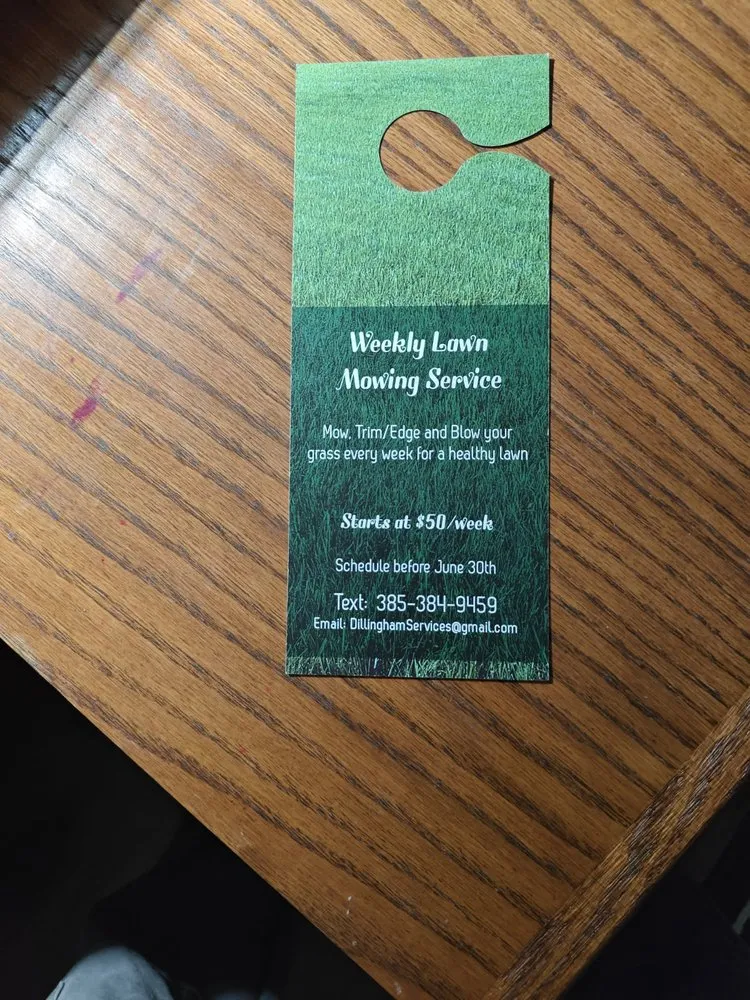 Weekly Lawn
Mowing Service
Mow, Trim/Edge and Blow your
grass every week for a healthy lawn
Starts at $50/week
Schedule before June 30th
Text: 385-384-9459
Email: DillinghamServices@gmail.com